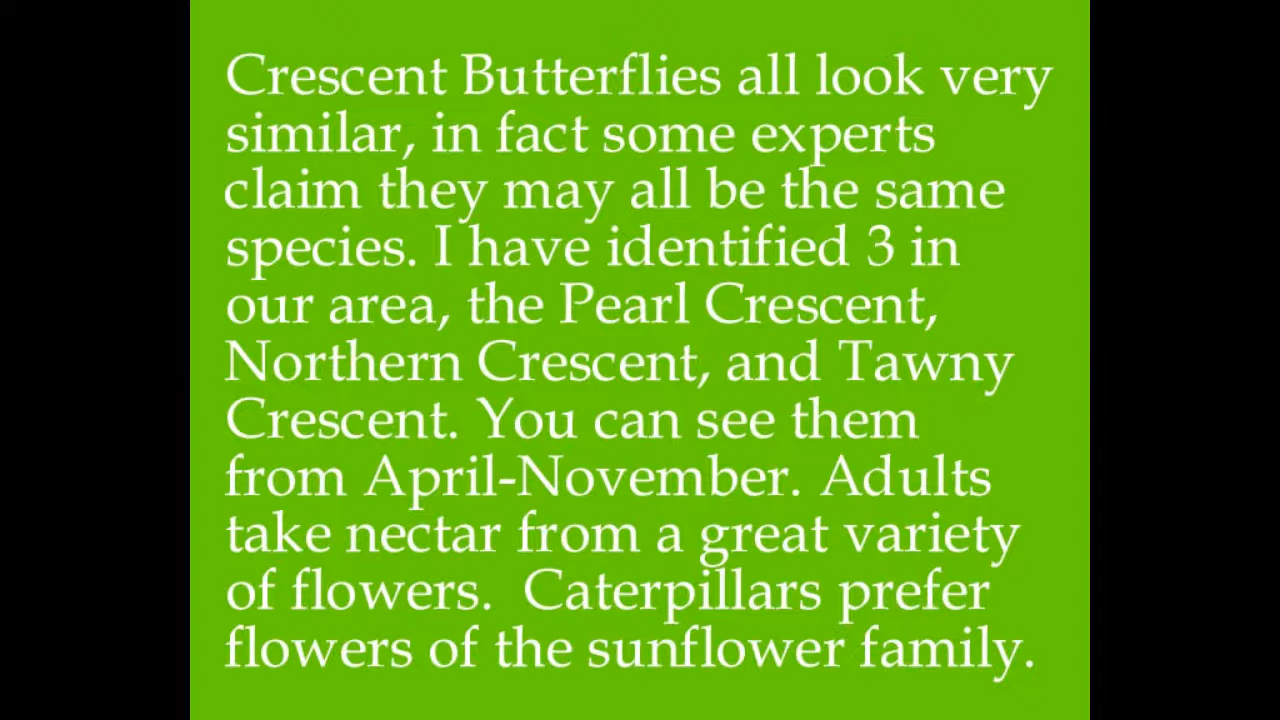 Crescent Butterflies all look very
similar, in fact some experts
claim they may all be the same
species. I have identified 3 in
our area, the Pearl Crescent,
Northern Crescent, and Tawny
Crescent. You can see them
from April-November. Adults
take nectar from a great variety
of flowers.  Caterpillars prefer
flowers of the sunflower family.